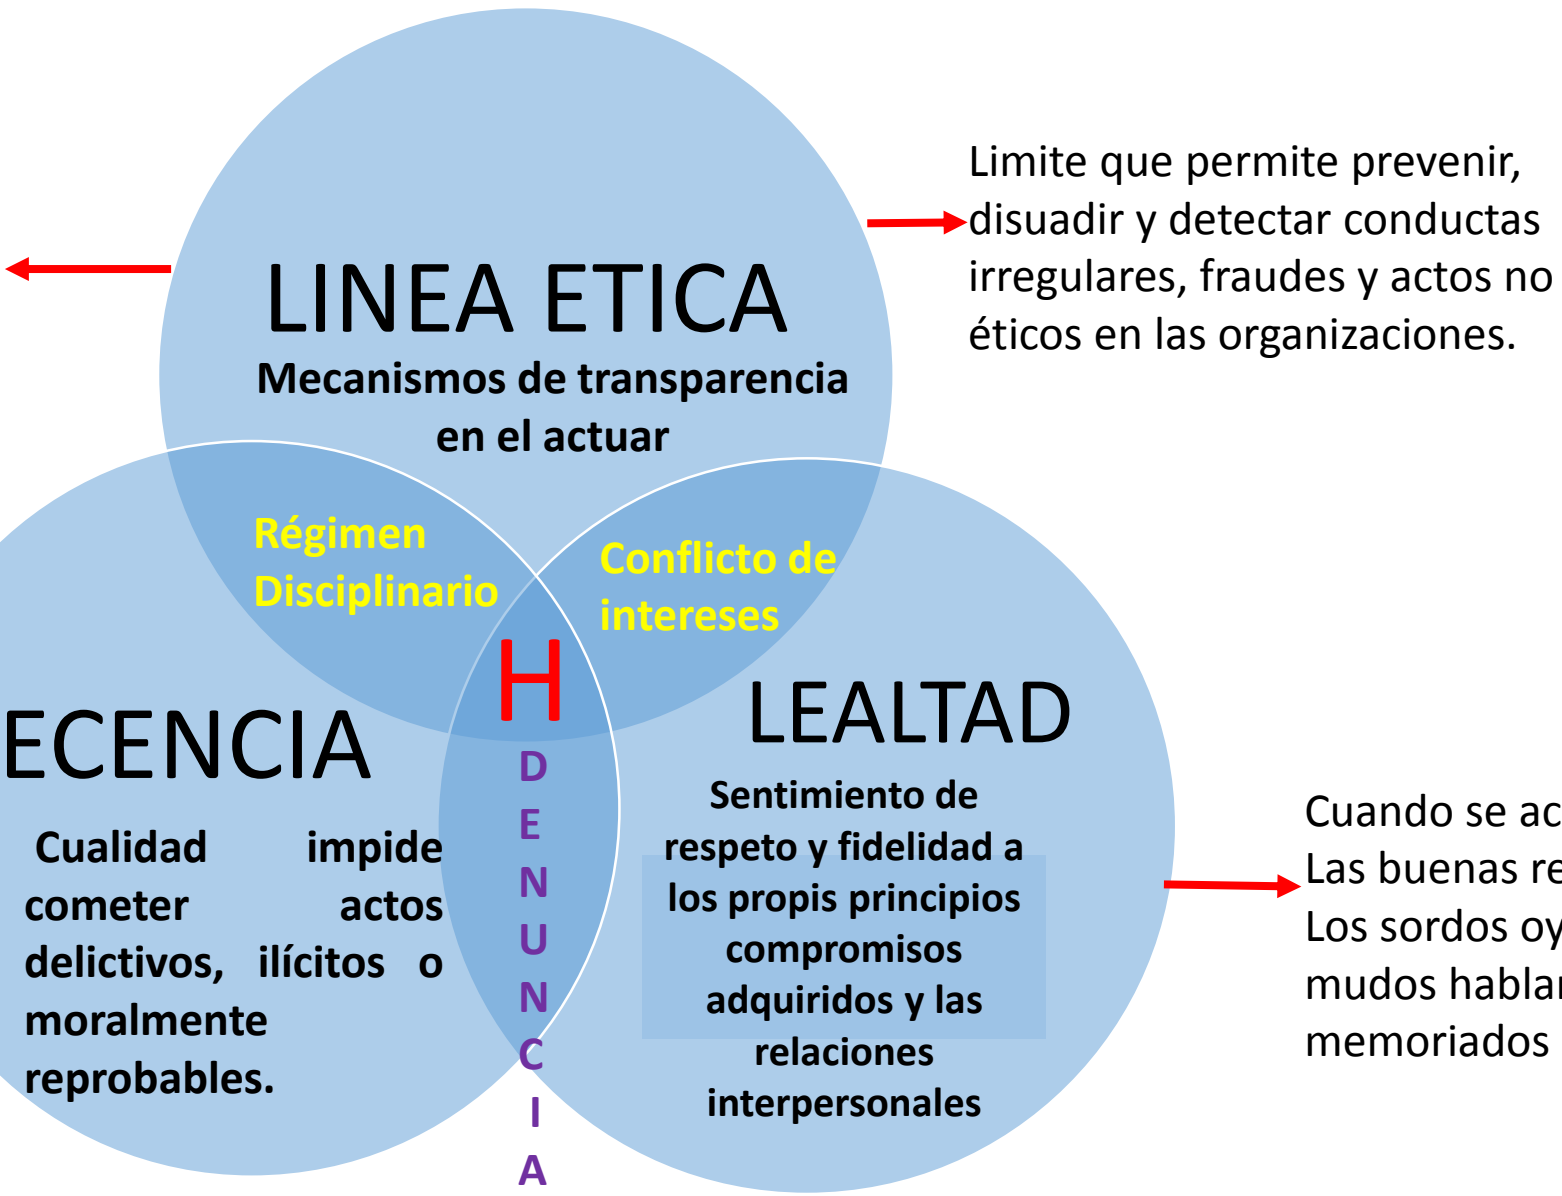 Limite que permite prevenir,
disuadir y detectar conductas
irregulares, fraudes y actos no
éticos en las organizaciones.
LINEA ETICA
Mecanismos de transparencia
en el actuar
Régimen
Disciplinario
Conflicto de
intereses
H
D
E
N
U
N
C
I
A
ECENCIA
Cualidad impide
cometer actos
delictivos, ilícitos o
moralmente
reprobables.
LEALTAD
Sentimiento de
respeto y fidelidad a
los propis principios
compromisos
adquiridos y las
relaciones
interpersonales
Cuando se ac
Las buenas re
Los sordos oy
mudos hablar
memoriados